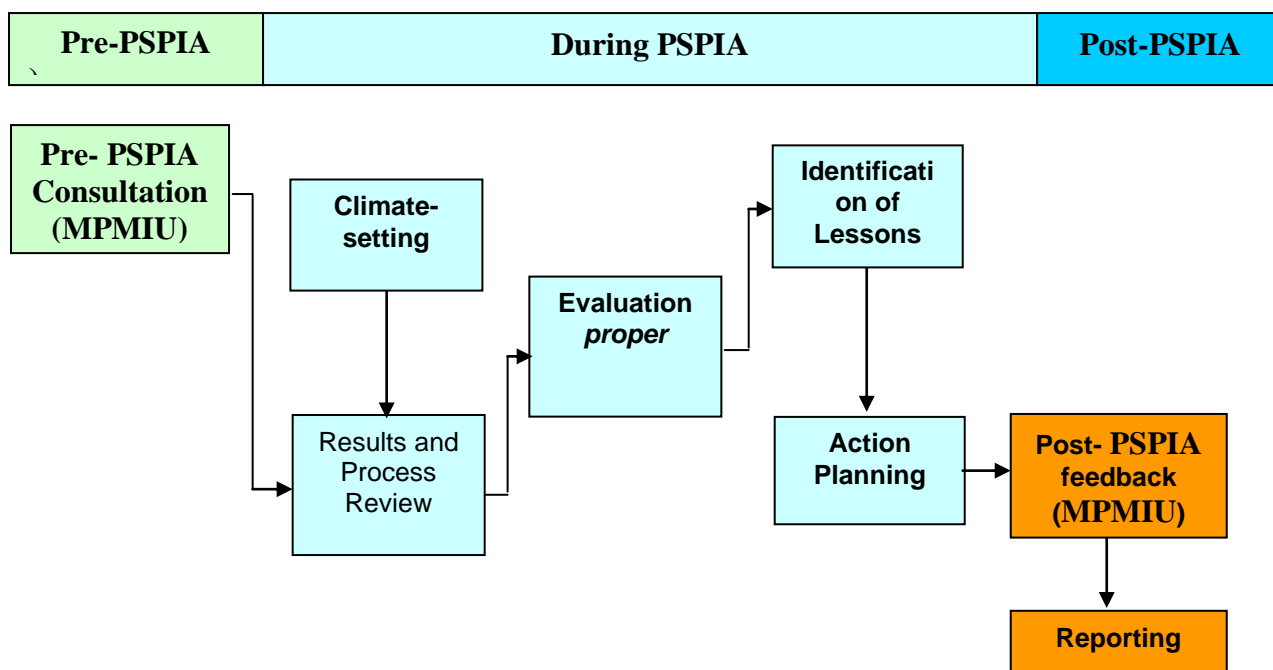 Pre-PSPIA
、
During PSPIA
Post-PSPIA
Pre- PSPIA
Consultation
(MPMIU)
Climate-
setting
Results and
Process
Review
Evaluation
proper
Identificati
on of
Lessons
Action
Planning
Post- PSPIA
feedback
(MPMIU)
Reporting